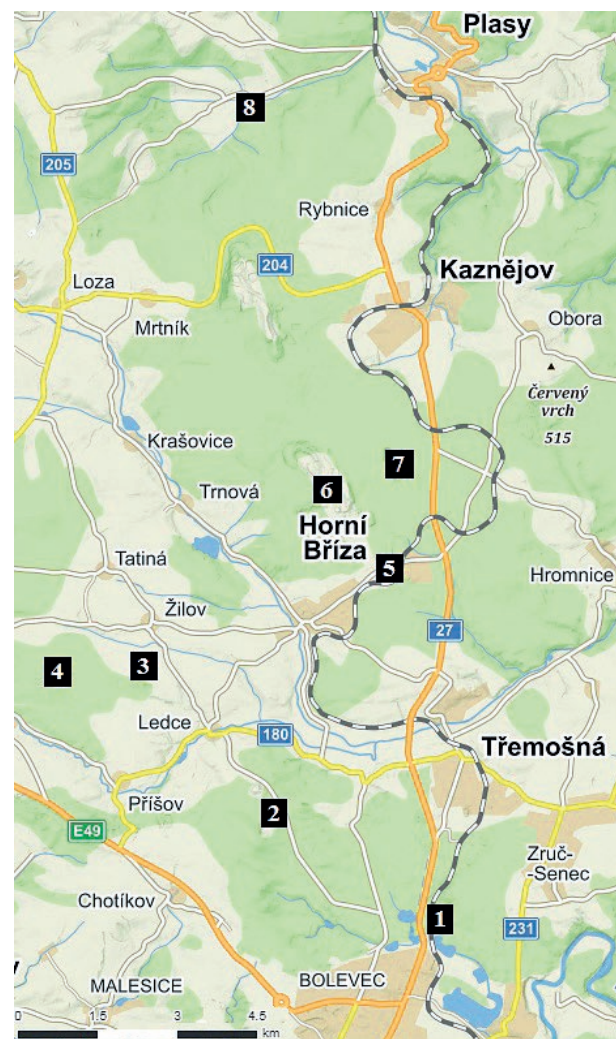 Plasy
8
205
Rybnice
204
Kaznějov
Loza
Mrtník
Obora
Červený
vrch
515
Krašovice
7
Trnová
6
Horní
Bříza
Tatiná
5
Hromnice
Žilov
27
3
4
Ledce
180
Třemošná
Příšov
2
E49
Zruč-
-Senec
Chotíkov
1
231
MALESICE
BOLEVEC
0 1.5 3 4.5
km